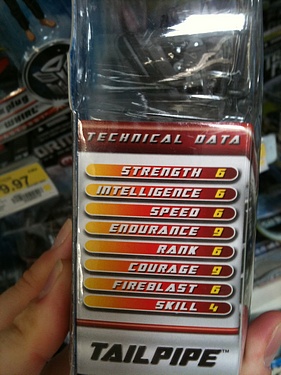 TECHNICAL DATA
STRENGTH 6
INTELLIGENCE 6
SPEED 6
ENDURANCE 9
RANK 6
COURAGE 9
FIREBLAST 6
SKILL 4
TAILPIPE™
9.97